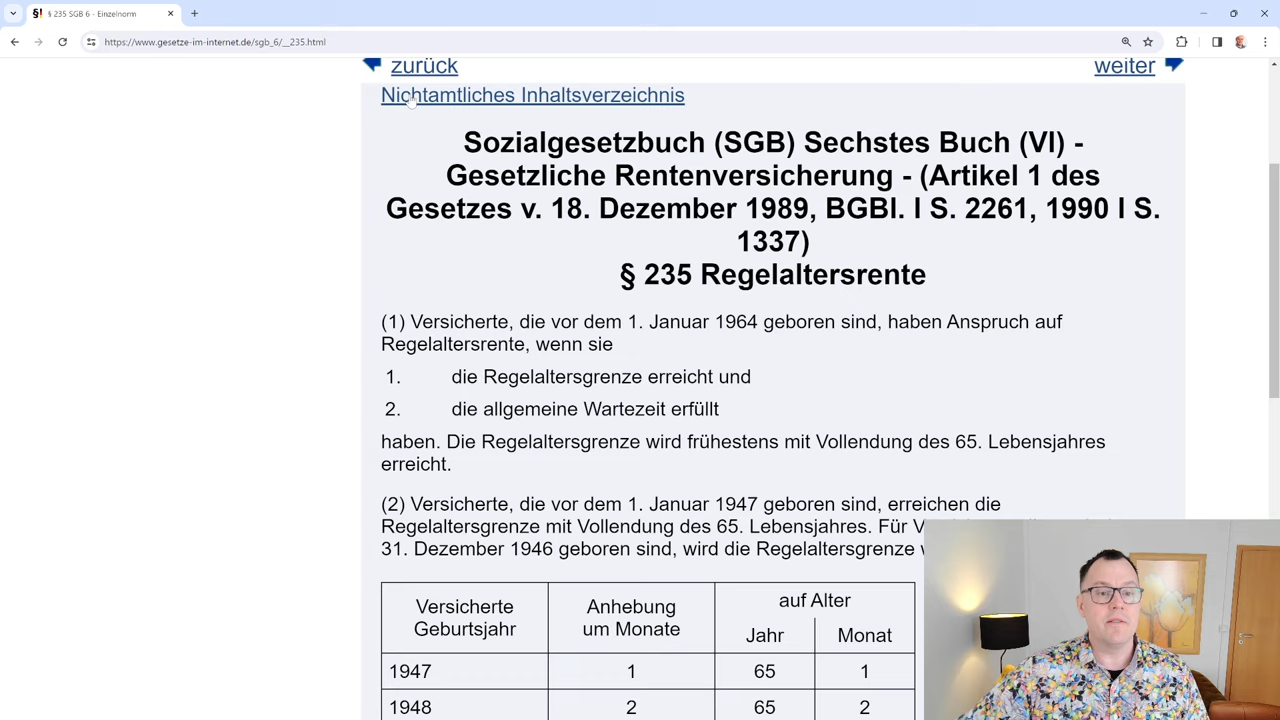 § 235 SGB 6 - Einzelnorm
https://www.gesetze-im-internet.de/sgb_6/__235.html
zurück
weiter
Nichtamtliches Inhaltsverzeichnis
Sozialgesetzbuch (SGB) Sechstes Buch (VI) -
Gesetzliche Rentenversicherung - (Artikel 1 des
Gesetzes v. 18. Dezember 1989, BGBl. I S. 2261, 1990 I S.
1337)
§ 235 Regelaltersrente
(1) Versicherte, die vor dem 1. Januar 1964 geboren sind, haben Anspruch auf
Regelaltersrente, wenn sie
1. die Regelaltersgrenze erreicht und
2. die allgemeine Wartezeit erfüllt
haben. Die Regelaltersgrenze wird frühestens mit Vollendung des 65. Lebensjahres
erreicht.
(2) Versicherte, die vor dem 1. Januar 1947 geboren sind, erreichen die
Regelaltersgrenze mit Vollendung des 65. Lebensjahres. Für
31. Dezember 1946 geboren sind, wird die Regelaltersgrenze
Versicherte
Geburtsjahr
Anhebung
um Monate
auf Alter
Jahr
Monat
1947 1 65 1
1948 2 65 2